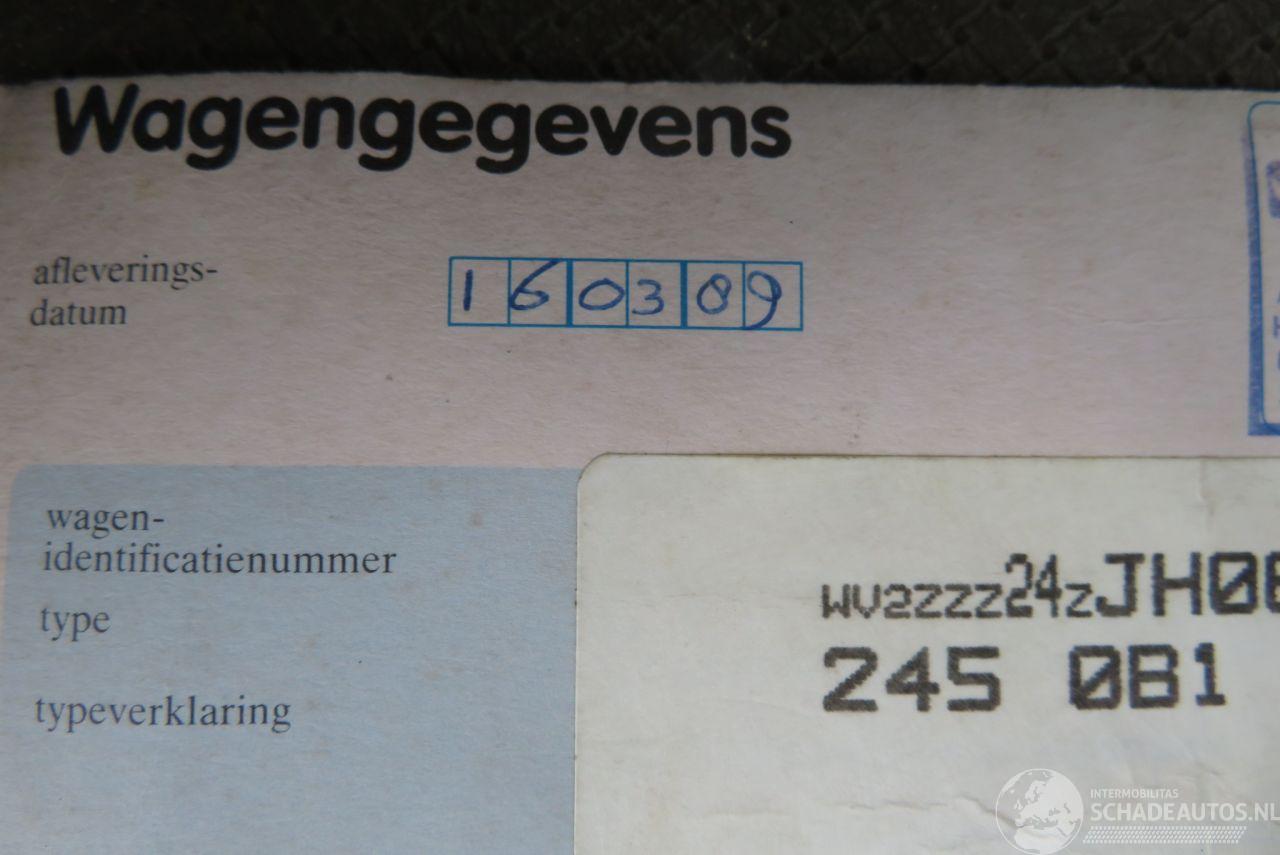 Wagengegevens
afleverings-
datum
160389
wagen-
identificatienummer
WV2ZZZ24ZJH0
type
245 0B1
typeverklaring
INTERMOBILITAS
SCHADEAUTOS.NL